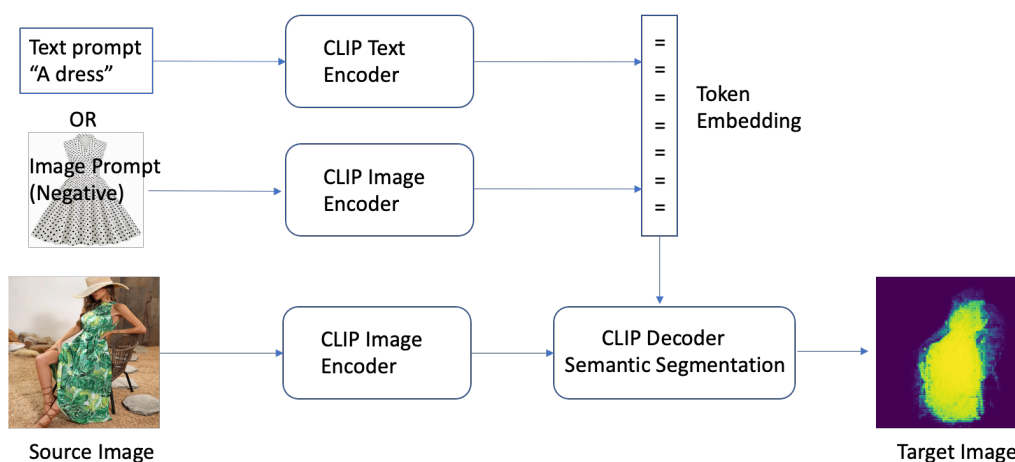 Text prompt
“A dress”
CLIP Text
Encoder
=
=
=
=
=
=
=
Token
Embedding
OR
Image Prompt
(Negative)
CLIP Image
Encoder
CLIP Image
Encoder
CLIP Decoder
Semantic Segmentation
Source Image
Target Image